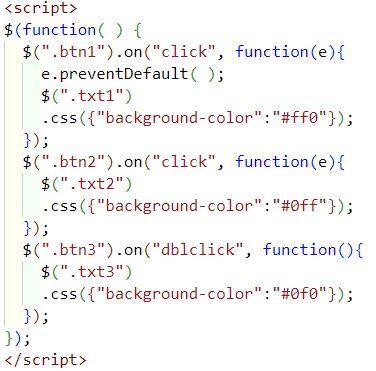 <script>
$(function( ) {
  $(".btn1").on("click", function(e){
    e.preventDefault( );
    $(".txt1")
    .css({"background-color":"#ff0"});
  });
  $(".btn2").on("click", function(e){
    $(".txt2")
    .css({"background-color":"#0ff"});
  });
  $(".btn3").on("dblclick", function(){
    $(".txt3")
    .css({"background-color":"#0f0"});
  });
});
</script>